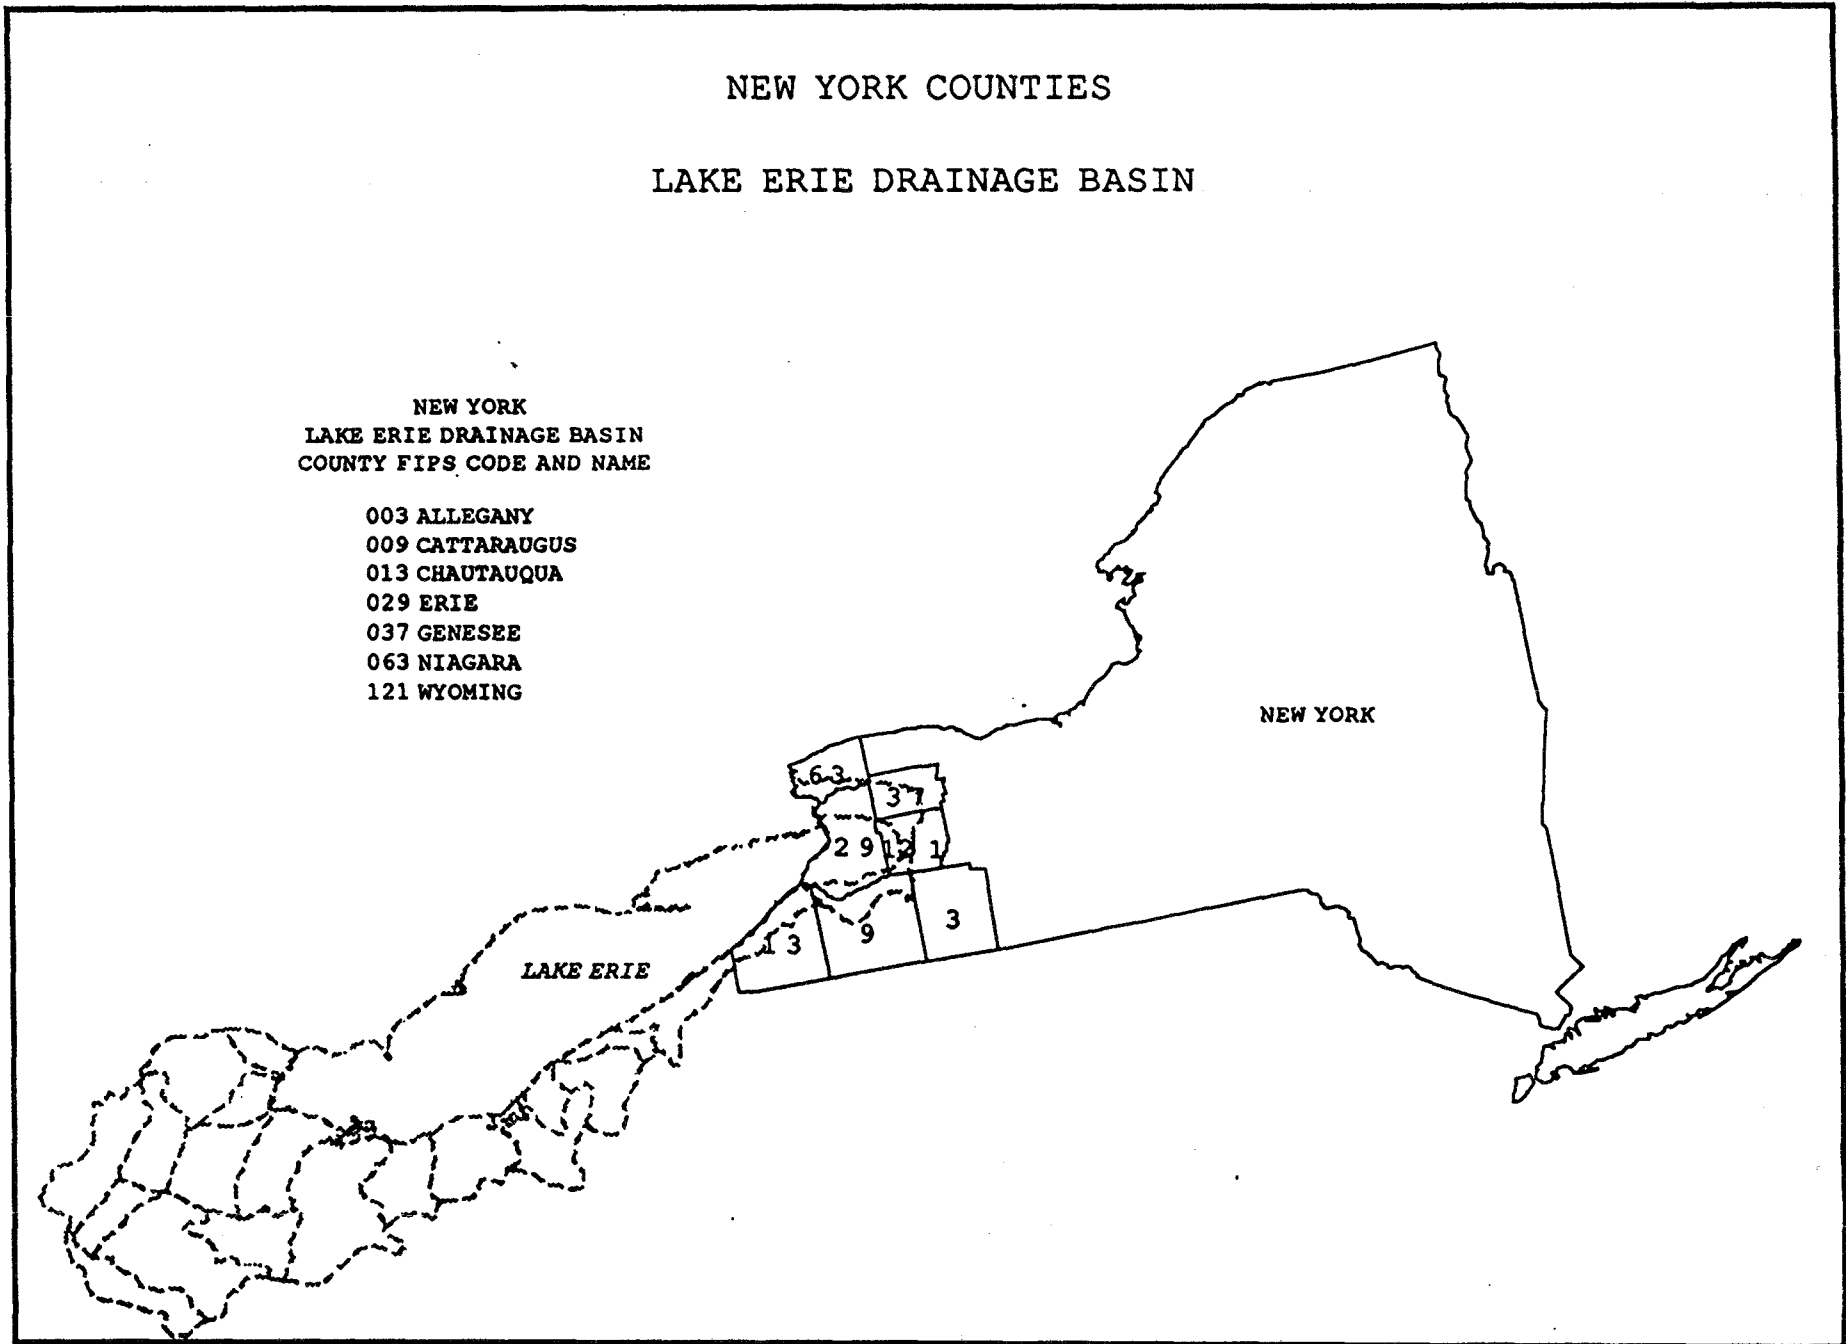 NEW YORK COUNTIES
LAKE ERIE DRAINAGE BASIN
NEW YORK
LAKE ERIE DRAINAGE BASIN
COUNTY FIPS CODE AND NAME
003 ALLEGANY
009 CATTARAUGUS
013 CHAUTAUQUA
029 ERIE
037 GENESEE
063 NIAGARA
121 WYOMING
NEW YORK
63
37
29
121
3
9
13
LAKE ERIE